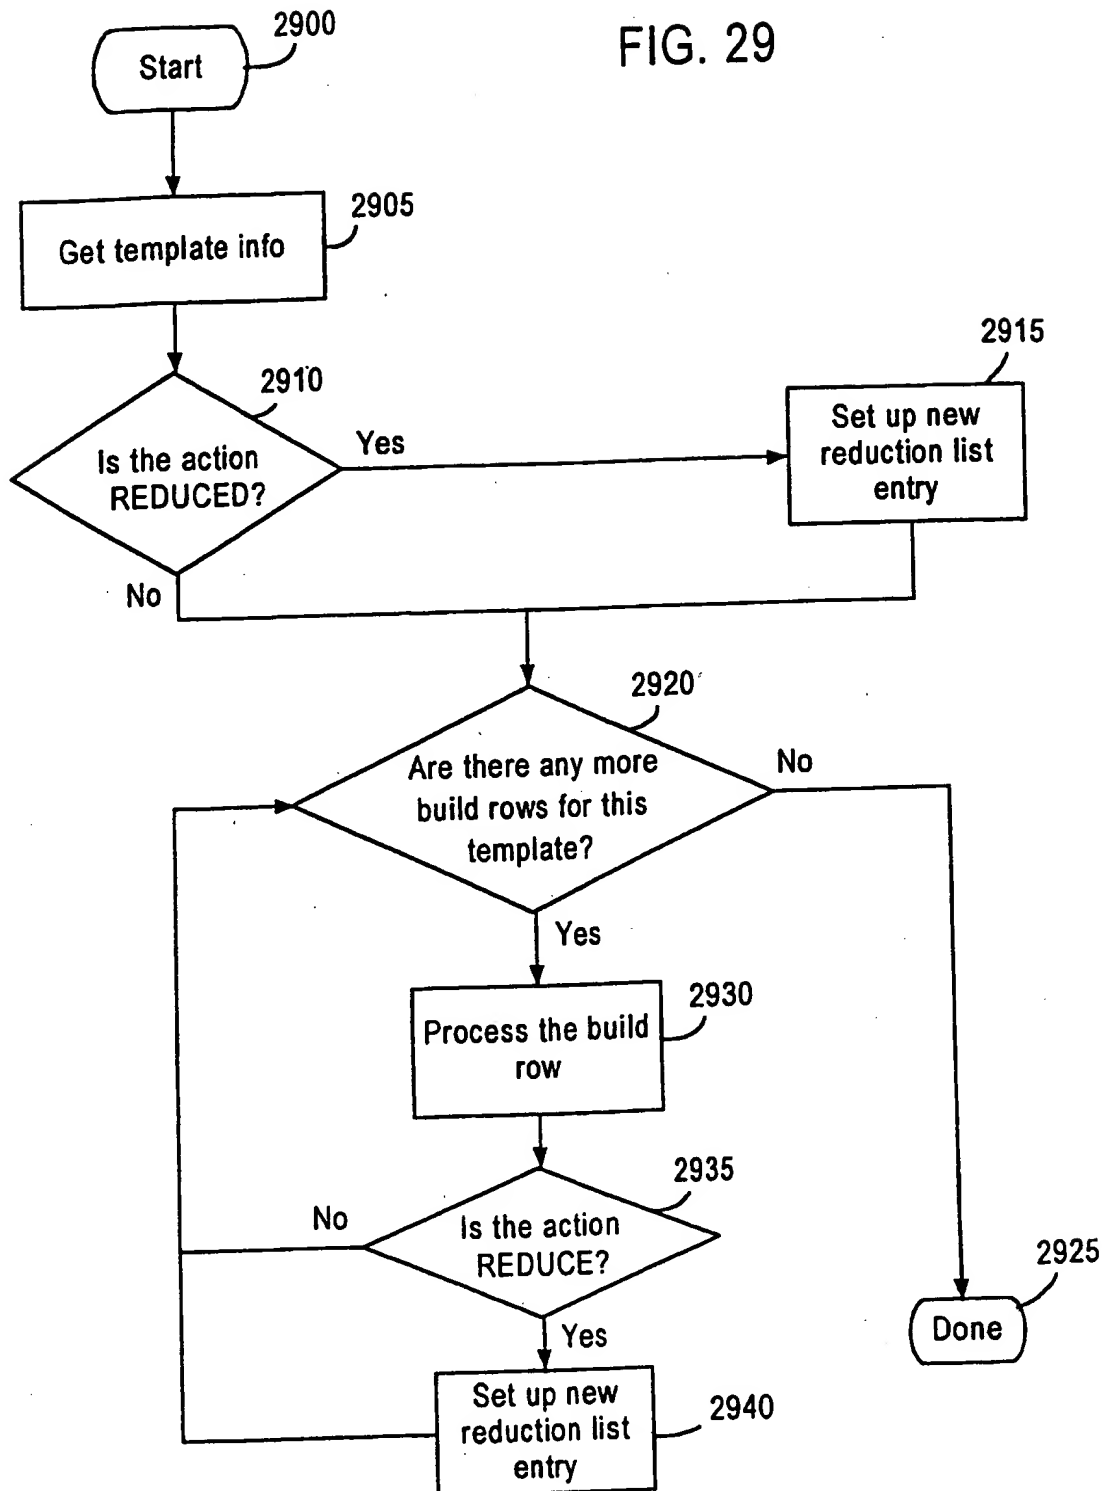 2900
FIG. 29
Start
2905
Get template info
2915
2910
Set up new
reduction list
entry
Yes
Is the action
REDUCED?
No
2920
Are there any more
build rows for this
template?
No
Yes
2930
Process the build
row
2935
No
Is the action
REDUCE?
2925
Done
Yes
Set up new
reduction list
entry
2940